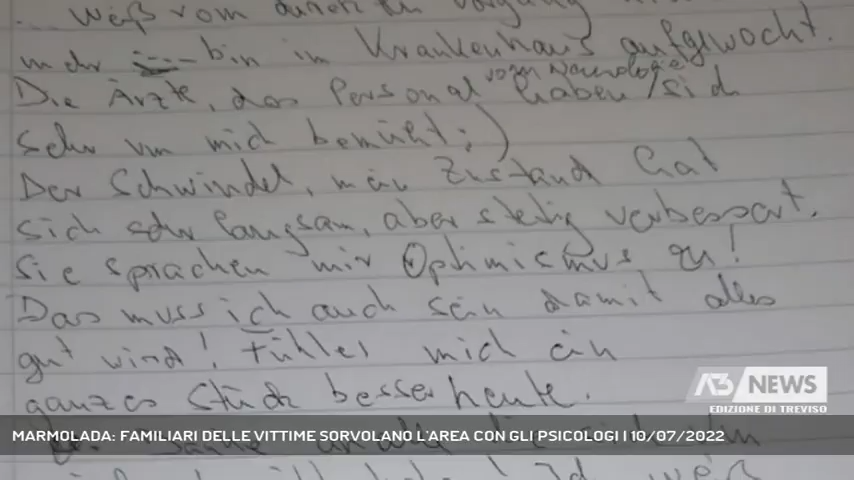 weiß vom
mehr --- bin im Krankenhaus aufgewacht.
vom Neurologie
Die Ärzte, das Personal haben/sich
sehr um mich bemüht;)
Der Schwindel, mein Zustand hat
sich sehr langsam, aber stetig verbessert.
Sie sprachen mir Optimismus zu!
Das muss ich auch sein damit alles
gut wird! Fühle mich ein
ganzes Stück besser heute.
A3 NEWS
EDIZIONE DI TREVISO
MARMOLADA: FAMILIARI DELLE VITTIME SORVOLANO L'AREA CON GLI PSICOLOGI | 10/07/2022